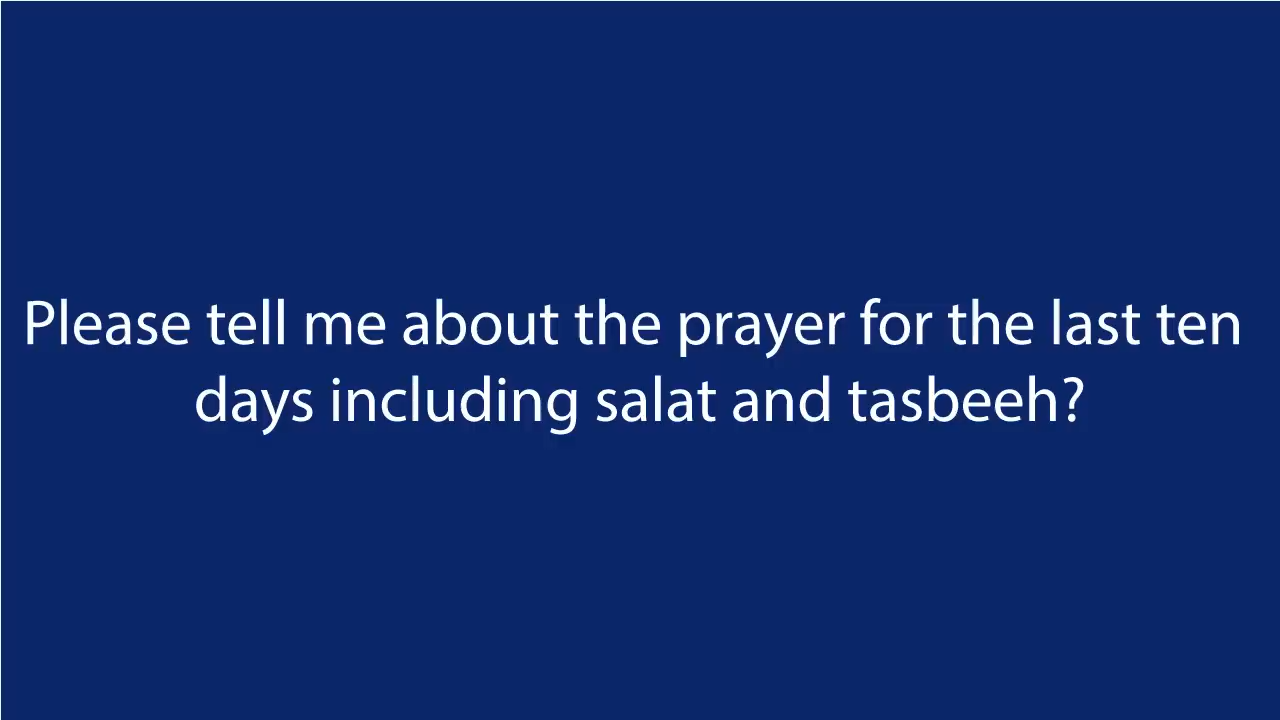 Please tell me about the prayer for the last ten
days including salat and tasbeeh?